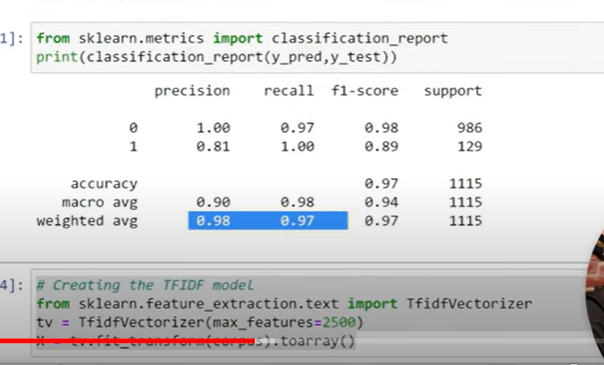 1]: from sklearn.metrics import classification_report
print(classification_report(y_pred,y_test))
precision recall f1-score support
0 1.00 0.97 0.98 986
1 0.81 1.00 0.89 129
accuracy 0.97 1115
macro avg 0.90 0.98 0.94 1115
weighted avg 0.98 0.97 0.97 1115
4]: # Creating the TFIDF model
from sklearn.feature_extraction.text import TfidfVectorizer
tv = TfidfVectorizer(max_features=2500)
X = tv.fit_transform(corpus).toarray()